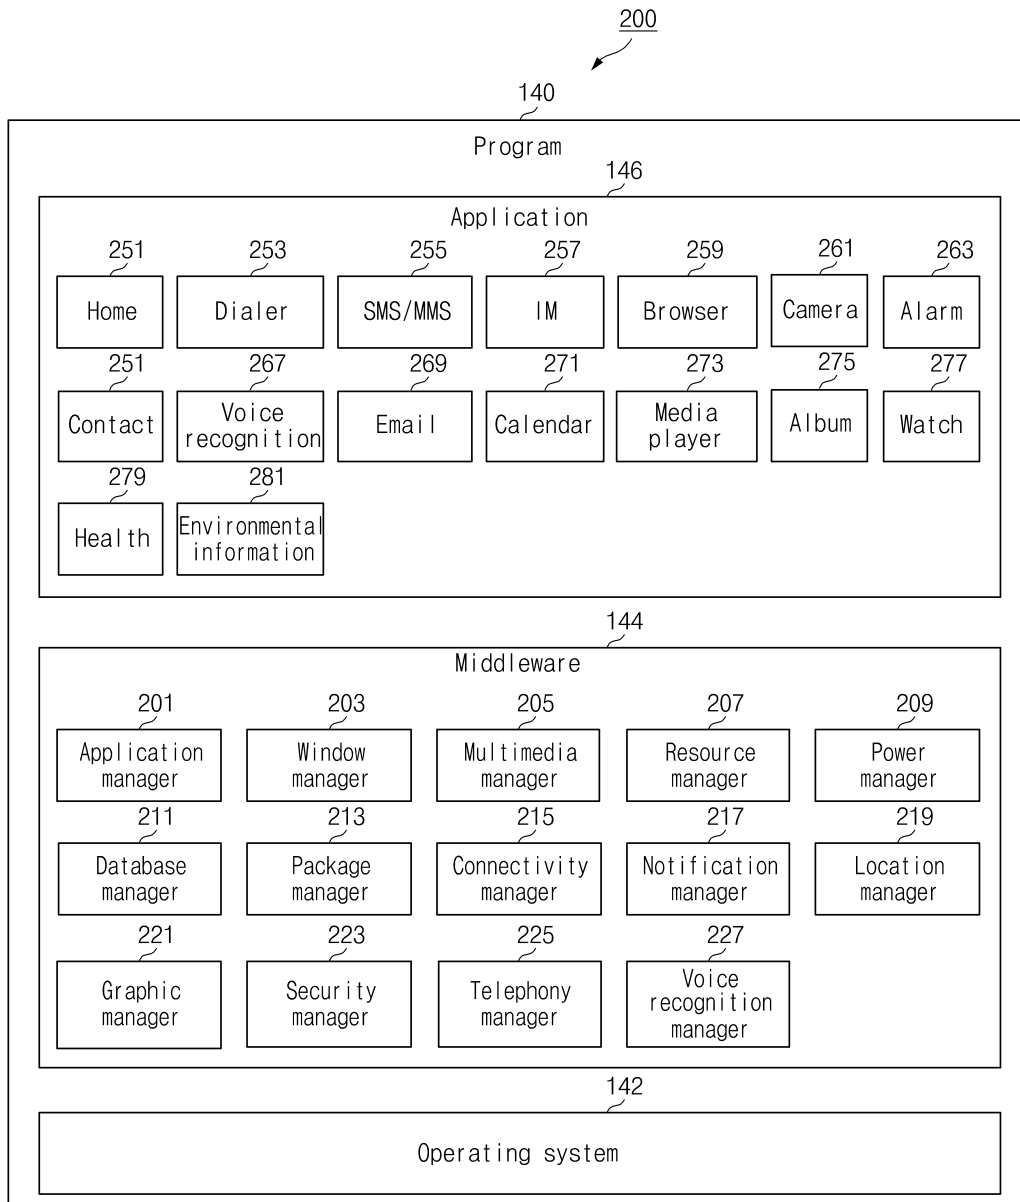 200
140
Program
146
Application
251 253 255 257 259 261 263
Home Dialer SMS/MMS IM Browser Camera Alarm
251 267 269 271 273 275 277
Contact Voice recognition Email Calendar Media player Album Watch
279 281
Health Environmental information
144
Middleware
201 203 205 207 209
Application manager Window manager Multimedia manager Resource manager Power manager
211 213 215 217 219
Database manager Package manager Connectivity manager Notification manager Location manager
221 223 225 227
Graphic manager Security manager Telephony manager Voice recognition manager
142
Operating system